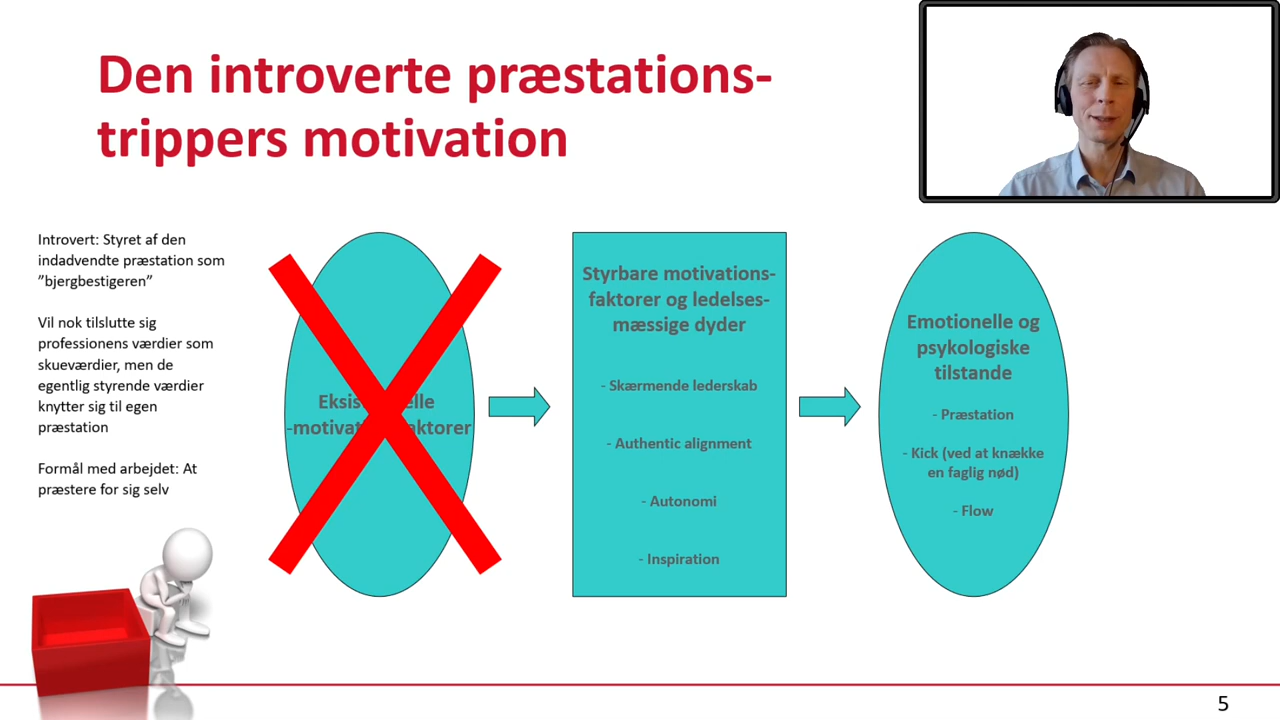 Den introverte præstations-
trippers motivation
Introvert: Styret af den
indadvendte præstation som
”bjergbestigeren”
Vil nok tilslutte sig
professionens værdier som
skueværdier, men de
egentlig styrende værdier
knytter sig til egen
præstation
Formål med arbejdet: At
præstere for sig selv
Styrbare motivations-
faktorer og ledelses-
mæssige dyder
- Skærmende lederskab
- Authentic alignment
- Autonomi
- Inspiration
Emotionelle og
psykologiske
tilstande
- Præstation
- Kick (ved at knække
en faglig nød)
- Flow
5